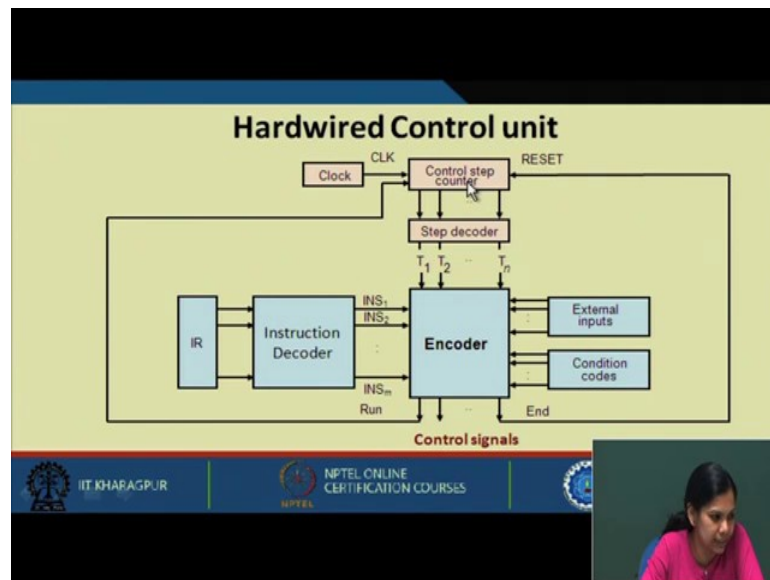 Hardwired Control unit
CLK
RESET
Clock
Control step
counter
Step decoder
T1 T2 .. Tn
INS1
INS2
:
INSm
IR
Instruction
Decoder
Encoder
External
inputs
:
Condition
codes
:
Run
..
End
Control signals
IIT KHARAGPUR
NPTEL
NPTEL ONLINE
CERTIFICATION COURSES